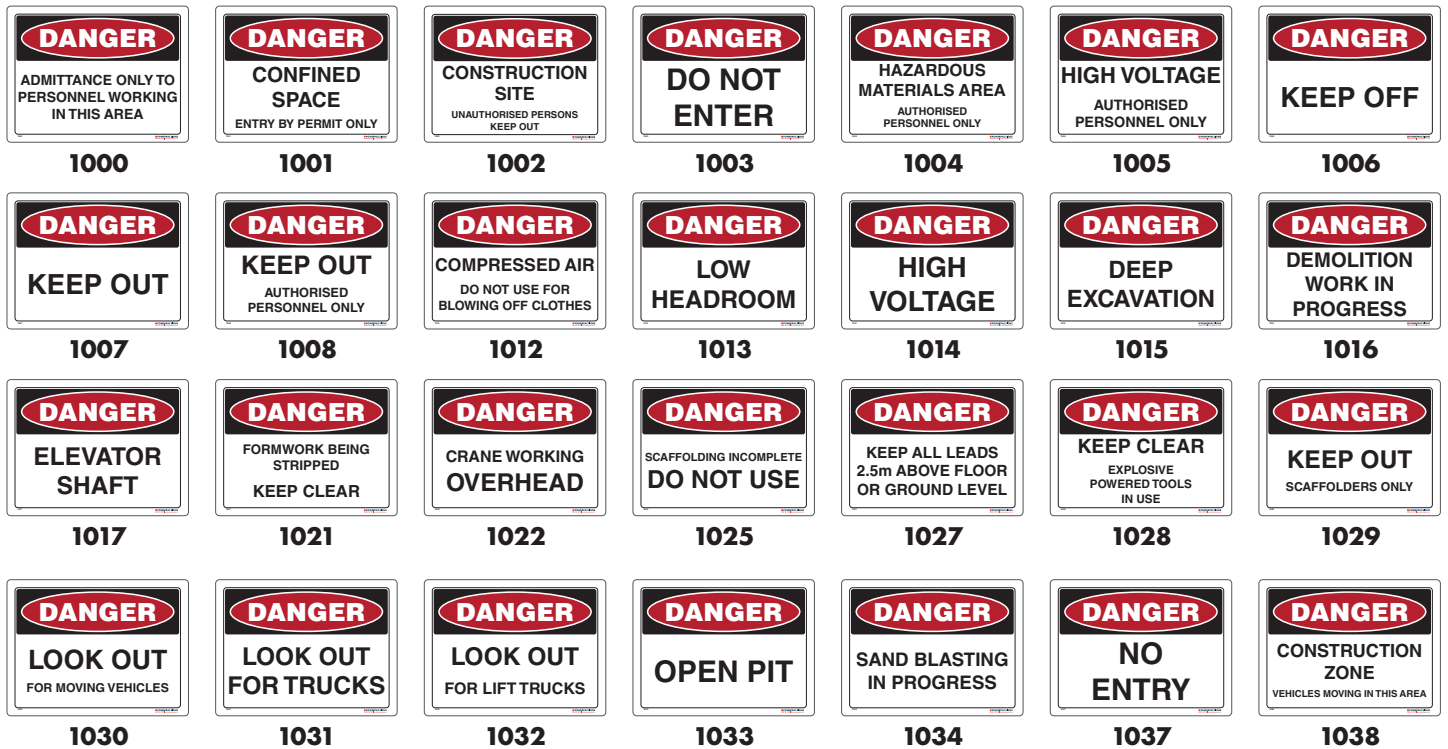 DANGER
ADMITTANCE ONLY TO
PERSONNEL WORKING
IN THIS AREA
1000
DANGER
CONFINED
SPACE
ENTRY BY PERMIT ONLY
1001
DANGER
CONSTRUCTION
SITE
UNAUTHORISED PERSONS
KEEP OUT
1002
DANGER
DO NOT
ENTER
1003
DANGER
HAZARDOUS
MATERIALS AREA
AUTHORISED
PERSONNEL ONLY
1004
DANGER
HIGH VOLTAGE
AUTHORISED
PERSONNEL ONLY
1005
DANGER
KEEP OFF
1006
DANGER
KEEP OUT
1007
DANGER
KEEP OUT
AUTHORISED
PERSONNEL ONLY
1008
DANGER
COMPRESSED AIR
DO NOT USE FOR
BLOWING OFF CLOTHES
1012
DANGER
LOW
HEADROOM
1013
DANGER
HIGH
VOLTAGE
1014
DANGER
DEEP
EXCAVATION
1015
DANGER
DEMOLITION
WORK IN
PROGRESS
1016
DANGER
ELEVATOR
SHAFT
1017
DANGER
FORMWORK BEING
STRIPPED
KEEP CLEAR
1021
DANGER
CRANE WORKING
OVERHEAD
1022
DANGER
SCAFFOLDING INCOMPLETE
DO NOT USE
1025
DANGER
KEEP ALL LEADS
2.5m ABOVE FLOOR
OR GROUND LEVEL
1027
DANGER
KEEP CLEAR
EXPLOSIVE
POWERED TOOLS
IN USE
1028
DANGER
KEEP OUT
SCAFFOLDERS ONLY
1029
DANGER
LOOK OUT
FOR MOVING VEHICLES
1030
DANGER
LOOK OUT
FOR TRUCKS
1031
DANGER
LOOK OUT
FOR LIFT TRUCKS
1032
DANGER
OPEN PIT
1033
DANGER
SAND BLASTING
IN PROGRESS
1034
DANGER
NO
ENTRY
1037
DANGER
CONSTRUCTION
ZONE
VEHICLES MOVING IN THIS AREA
1038